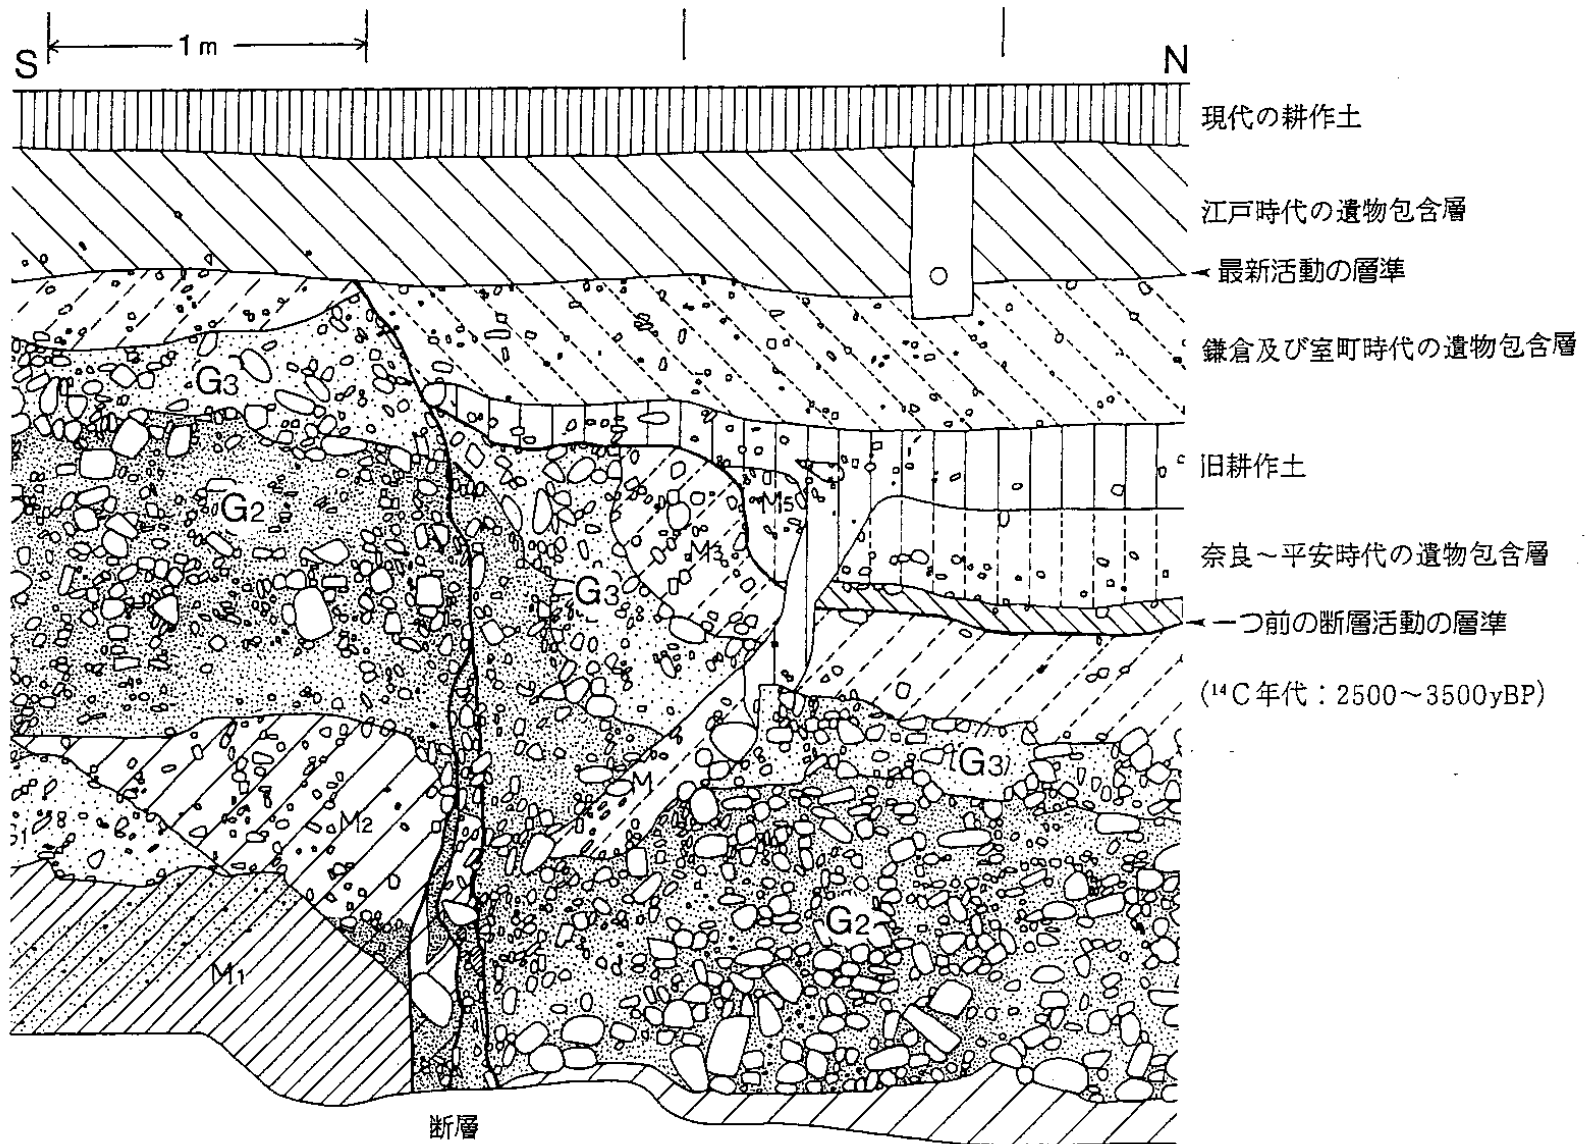 1m
S
N
現代の耕作土
江戸時代の遺物包含層
最新活動の層準
鎌倉及び室町時代の遺物包含層
G3
旧耕作土
G2
M5
M3
奈良〜平安時代の遺物包含層
G3
一つ前の断層活動の層準
(¹⁴C年代：2500〜3500yBP)
G3
M
M2
G1
G2
M1
断層